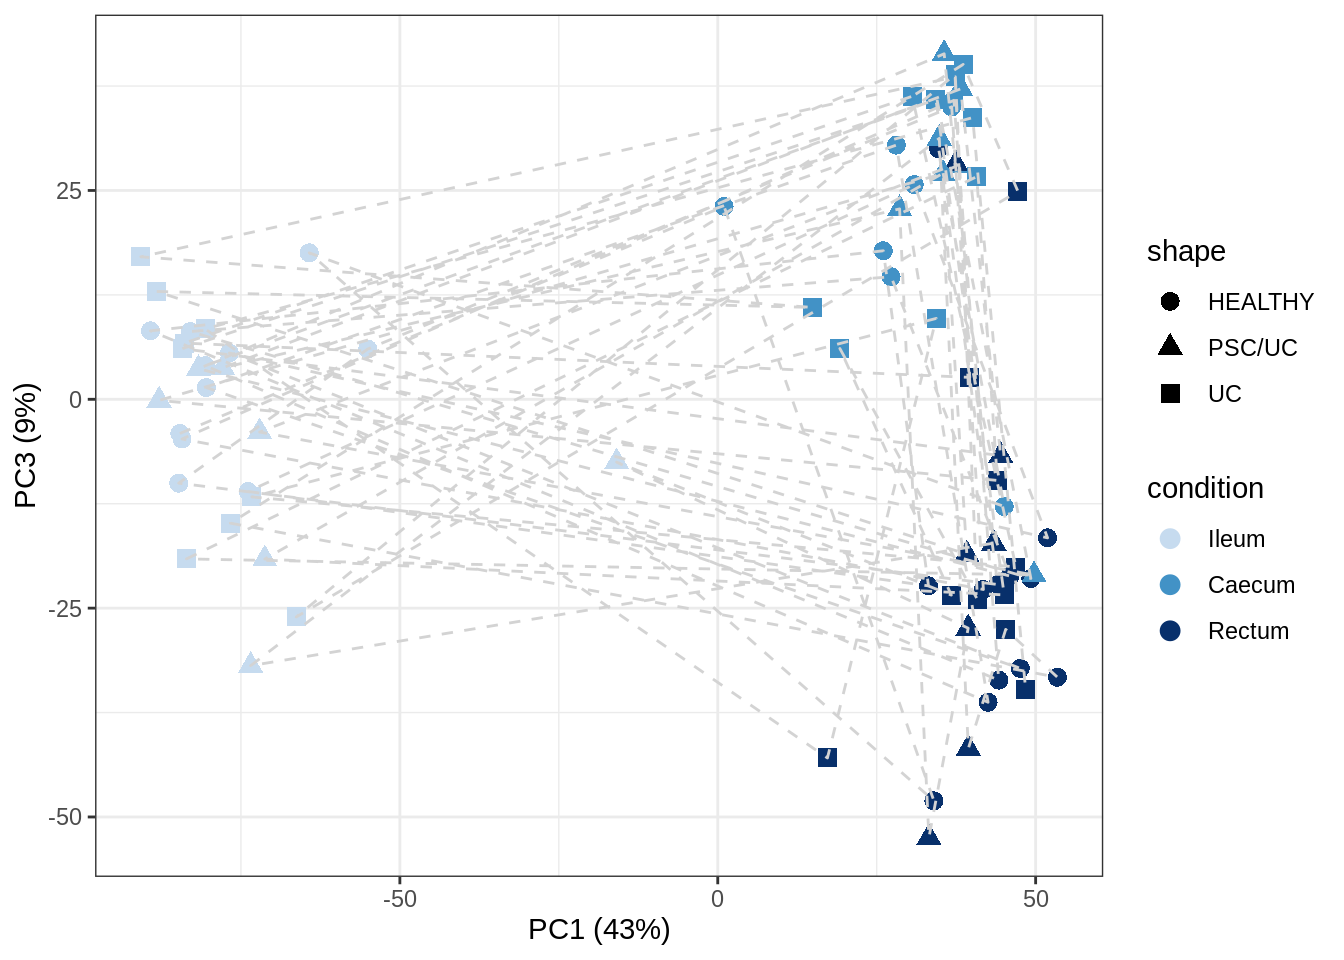 25
0
-25
-50
-50
0
50
PC1 (43%)
PC3 (9%)
shape
HEALTHY
PSC/UC
UC
condition
Ileum
Caecum
Rectum